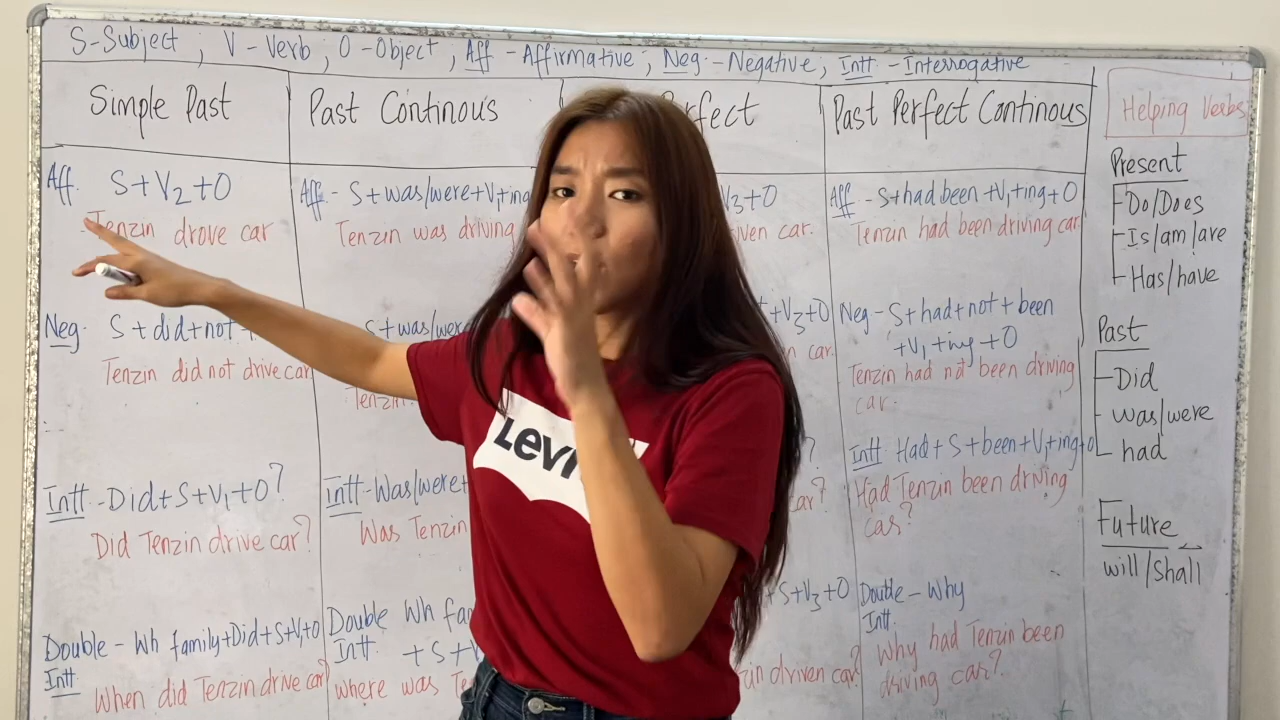 S-Subject ; V-Verb ; O-Object ; Aff -Affirmative ; Neg.-Negative ; Intt -Interrogative
Simple Past
Aff. S+V2+O
Tenzin drove car
Neg. S+did+not
Tenzin did not drive car
Intt-Did+S+V1+O?
Did Tenzin drive car?
Double - Wh family+Did+S+V1+O
Intt
When did Tenzin drive car?
Past Continous
Aff - S+was/were+V1+ing
Tenzin was driving
S+was/were
Tenzin
Intt-Was/were+
Was Tenzin
Double Wh
Intt. +S+
where was
V3+O
car.
+V3+O
car.
?
car?
+S+V3+O
driven car?
Past Perfect Continous
Aff - S+had been+V1+ing+O
Tenzin had been driving car.
Neg - S+had+not+been
+V1+ing+O
Tenzin had not been driving
car.
Intt Had+S+been+V1+ing+O
Had Tenzin been driving
car?
Double - Why
Intt.
Why had Tenzin been
driving car?
Helping Verbs
Present
Do/Does
Is/am/are
Has/have
Past
Did
was/were
had
Future
will/shall
Levi